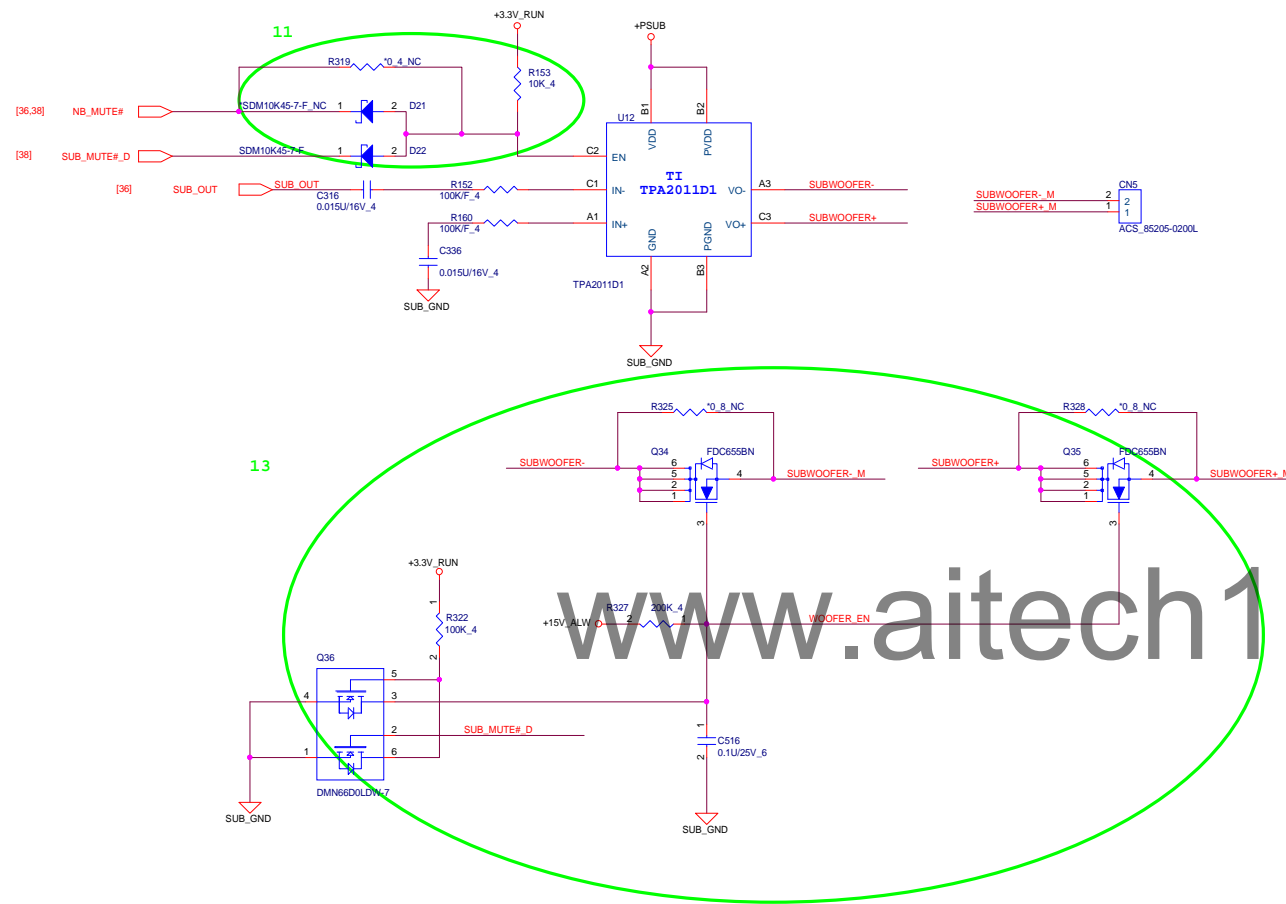 +3.3V_RUN
+PSUB
11
R319 *0_4_NC
R153
10K_4
[36,38] NB_MUTE#
*SDM10K45-7-F_NC 1 2 D21
B1 B2
U12
VDD PVDD
[38] SUB_MUTE#_D
SDM10K45-7-F 1 2 D22
C2 EN
TI
TPA2011D1
[36] SUB_OUT SUB_OUT
C316
0.015U/16V_4
R152
100K/F_4
C1 IN-
VO- A3 SUBWOOFER-
R160
100K/F_4
A1 IN+
VO+ C3 SUBWOOFER+
SUBWOOFER-_M 2 2
SUBWOOFER+_M 1 1
CN5
ACS_85205-0200L
GND PGND
A2 B3
C336
0.015U/16V_4
SUB_GND
TPA2011D1
SUB_GND
13
R325 *0_8_NC
R328 *0_8_NC
Q34 FDC655BN
Q35 FDC655BN
SUBWOOFER-
6
5
2
1
4 SUBWOOFER-_M
3
SUBWOOFER+
6
5
2
1
4 SUBWOOFER+_M
3
+3.3V_RUN
1
R322
100K_4
2
+15V_ALW
R327 200K_4
2 1
WOOFER_EN
www.aitech1
Q36
5
4 3
2 SUB_MUTE#_D
1 6
DMN66D0LDW-7
SUB_GND
1
C516
0.1U/25V_6
2
SUB_GND